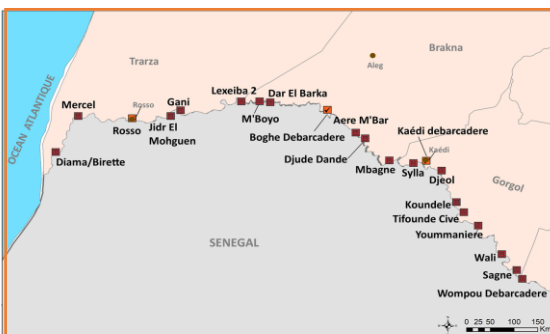 Trarza
Brakna
Aleg
Lexeiba 2
Dar El Barka
Mercel
Rosso
Gani
OCEAN ATLANTIQUE
Rosso
Jidr El
Mohguen
M'Boyo
Aere M'Bar
Boghe Debarcadere
Kaédi debarcadere
Kaédi
Diama/Birette
Djude Dande
Mbagne
Sylla
Djeol
Gorgol
Koundele
Tifounde Civé
Yoummaniere
SENEGAL
Wali
Sagne
Wompou Debarcadere
0 25 50 100 150
Km